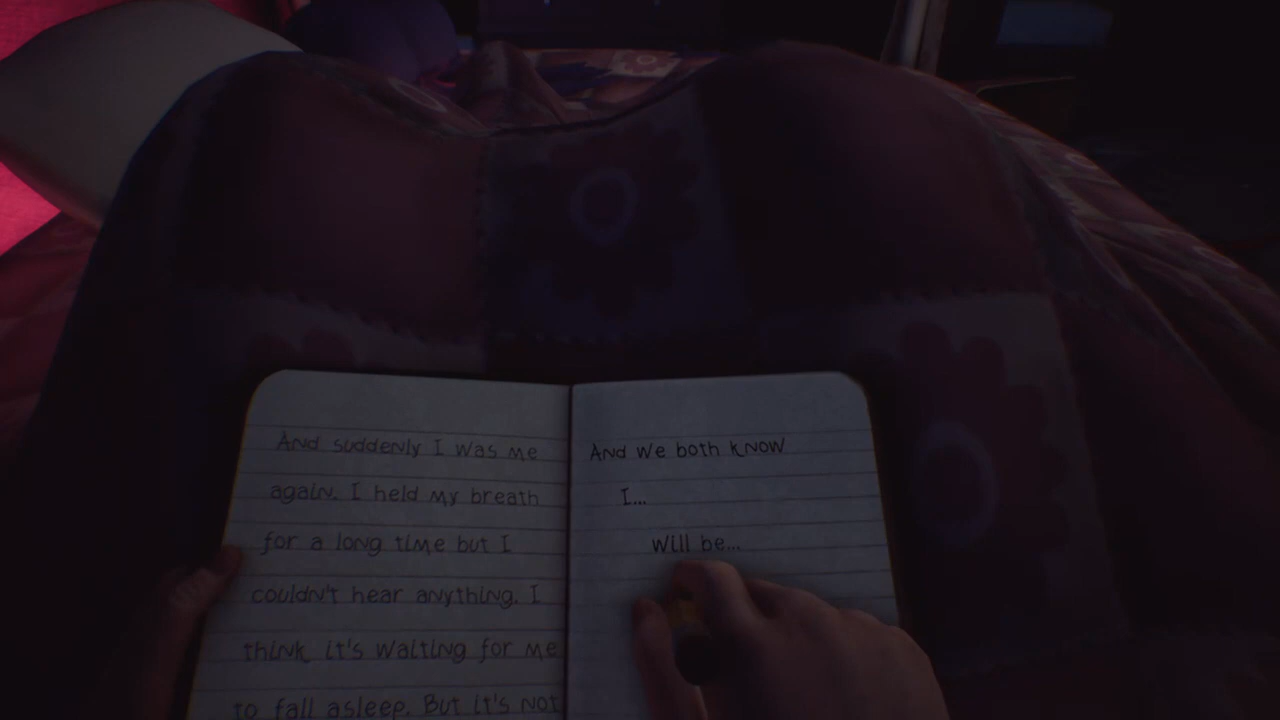 And suddenly I was me
again. I held my breath
for a long time but I
couldn't hear anything. I
think it's waiting for me
to fall asleep. But it's not
And we both know
I...
will be...